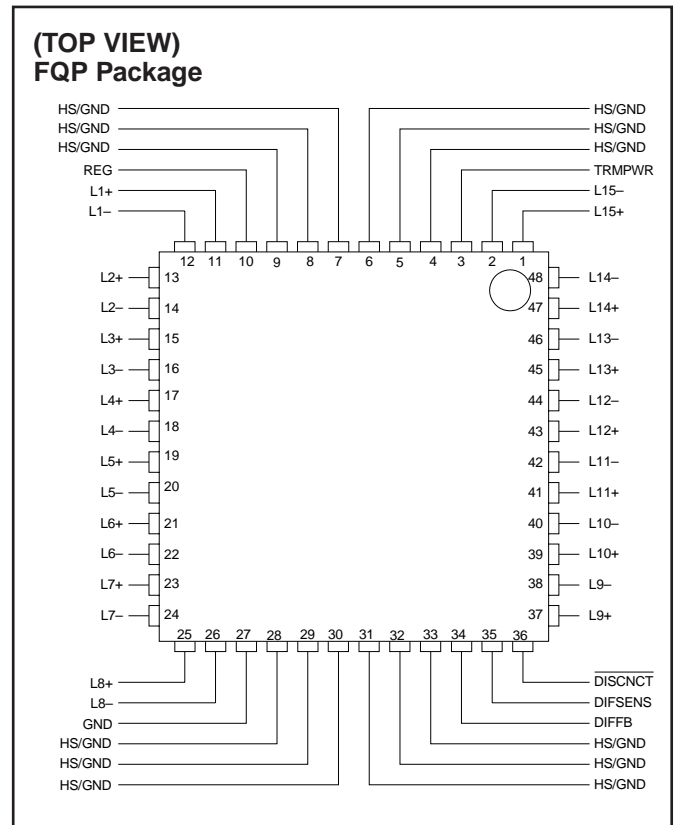 (TOP VIEW)
FQP Package
HS/GND HS/GND
HS/GND HS/GND
HS/GND HS/GND
REG TRMPWR
L1+ L15–
L1– L15+
12 11 10 9 8 7 6 5 4 3 2 1
L2+ 13 48 L14–
L2– 14 47 L14+
L3+ 15 46 L13–
L3– 16 45 L13+
L4+ 17 44 L12–
L4– 18 43 L12+
L5+ 19 42 L11–
L5– 20 41 L11+
L6+ 21 40 L10–
L6– 22 39 L10+
L7+ 23 38 L9–
L7– 24 37 L9+
25 26 27 28 29 30 31 32 33 34 35 36
L8+ DISCNCT
L8– DIFSENS
GND DIFFB
HS/GND HS/GND
HS/GND HS/GND
HS/GND HS/GND